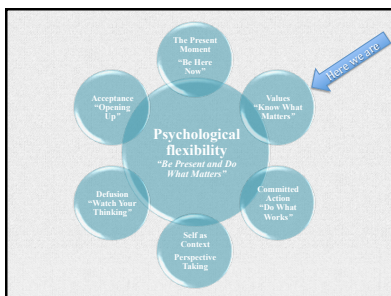 The Present
Moment
"Be Here
Now"
Here we are
Acceptance
"Opening
Up"
Values
"Know What
Matters"
Psychological
flexibility
"Be Present and Do
What Matters"
Defusion
"Watch Your
Thinking"
Committed
Action
"Do What
Works"
Self as
Context
Perspective
Taking